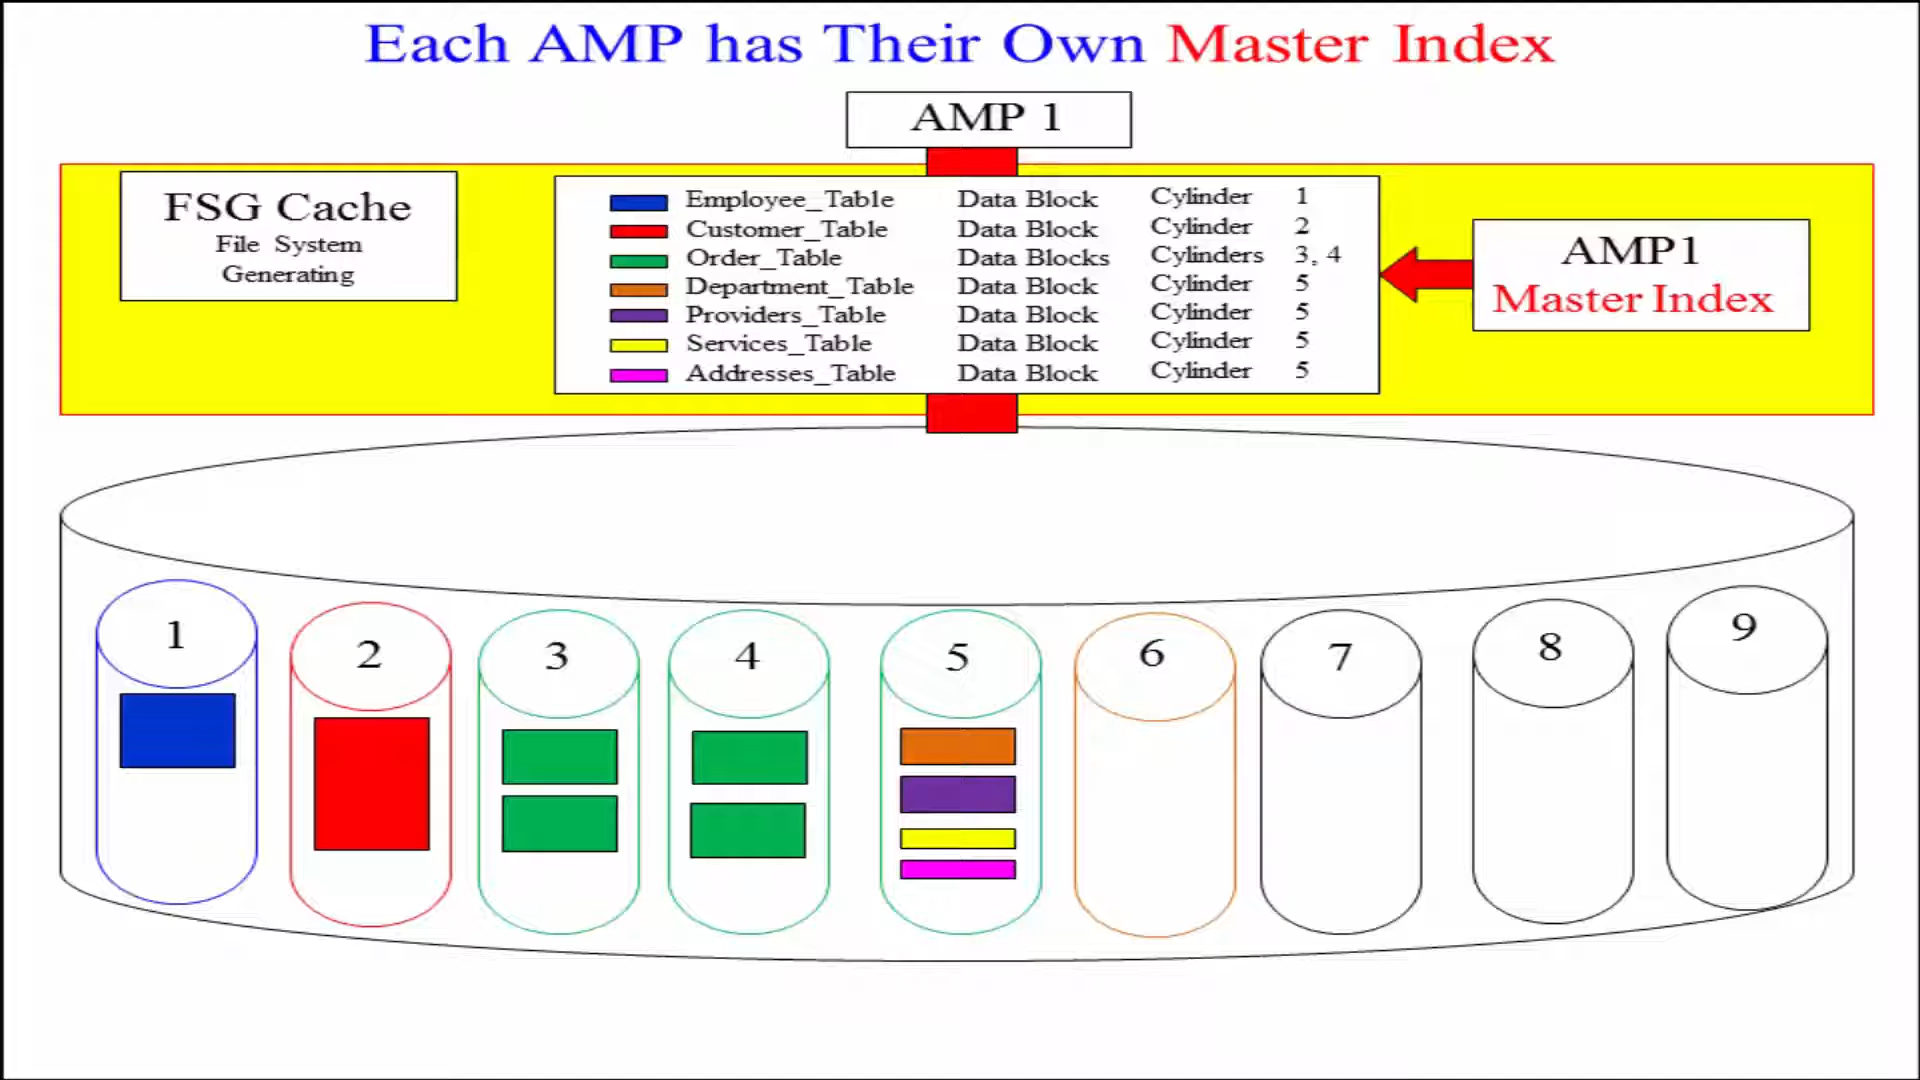 Each AMP has Their Own Master Index
AMP 1
FSG Cache
File System
Generating
Employee_Table Data Block Cylinder 1
Customer_Table Data Block Cylinder 2
Order_Table Data Blocks Cylinders 3, 4
Department_Table Data Block Cylinder 5
Providers_Table Data Block Cylinder 5
Services_Table Data Block Cylinder 5
Addresses_Table Data Block Cylinder 5
AMP1
Master Index
1 2 3 4 5 6 7 8 9